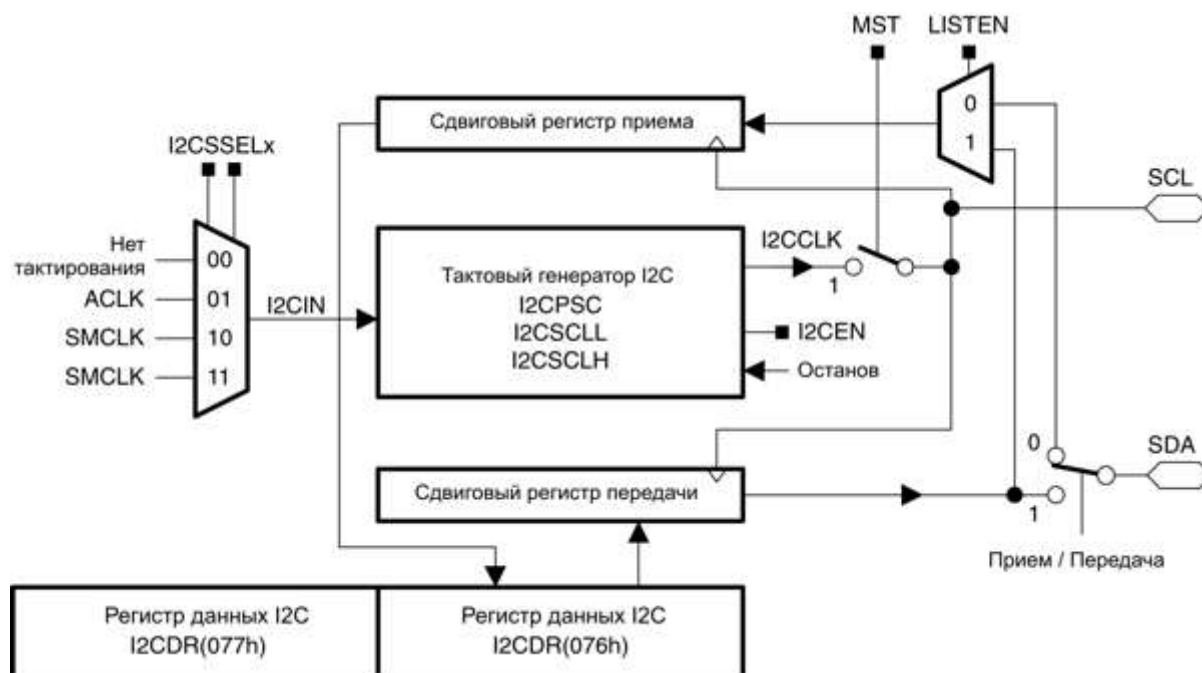 MST
LISTEN
Сдвиговый регистр приема
0
1
I2CSSELx
SCL
Нет
тактирования
00
ACLK
01
SMCLK
10
SMCLK
11
I2CIN
Тактовый генератор I2C
I2CPSC
I2CSCLL
I2CSCLH
I2CCLK
1
I2CEN
Останов
0
SDA
Сдвиговый регистр передачи
1
Прием / Передача
Регистр данных I2C
I2CDR(077h)
Регистр данных I2C
I2CDR(076h)